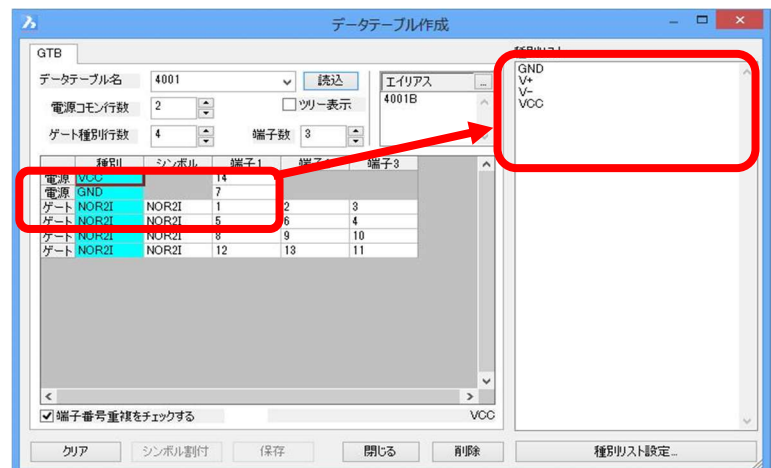 データテーブル作成
GTB
データテーブル名 4001 読込 エイリアス ...
電源コモン行数 2 ツリー表示 4001B
ゲート種別行数 4 端子数 3
種別リスト
GND
V+
V-
VCC
種別 シンボル 端子1 端子2 端子3
電源 VCC 14
電源 GND 7
ゲート NOR2I NOR2I 1 2 3
ゲート NOR2I NOR2I 5 6 4
ゲート NOR2I NOR2I 8 9 10
ゲート NOR2I NOR2I 12 13 11
端子番号重複をチェックする VCC
クリア シンボル割付 保存 閉じる 削除 種別リスト設定...